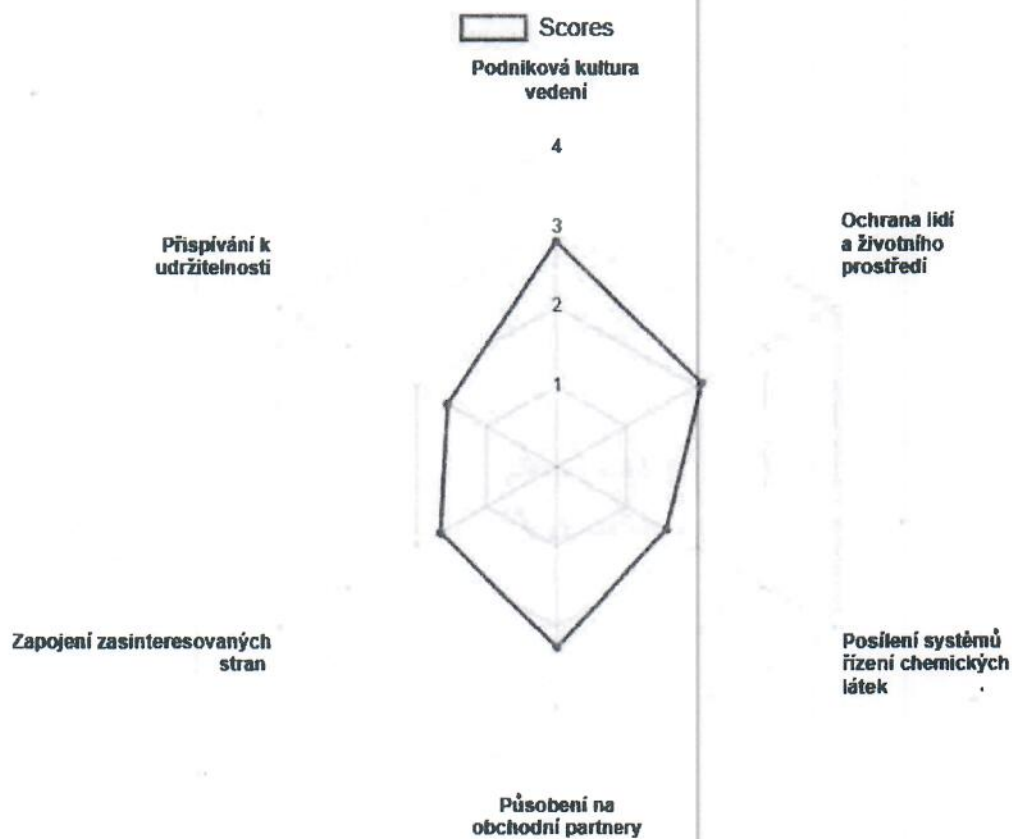 Scores
Podniková kultura
vedení
4
Ochrana lidí
a životního
prostředí
Přispívání k
udržitelnosti
3
2
1
Zapojení zasinteresovaných
stran
Posílení systémů
řízení chemických
látek
Působení na
obchodní partnery